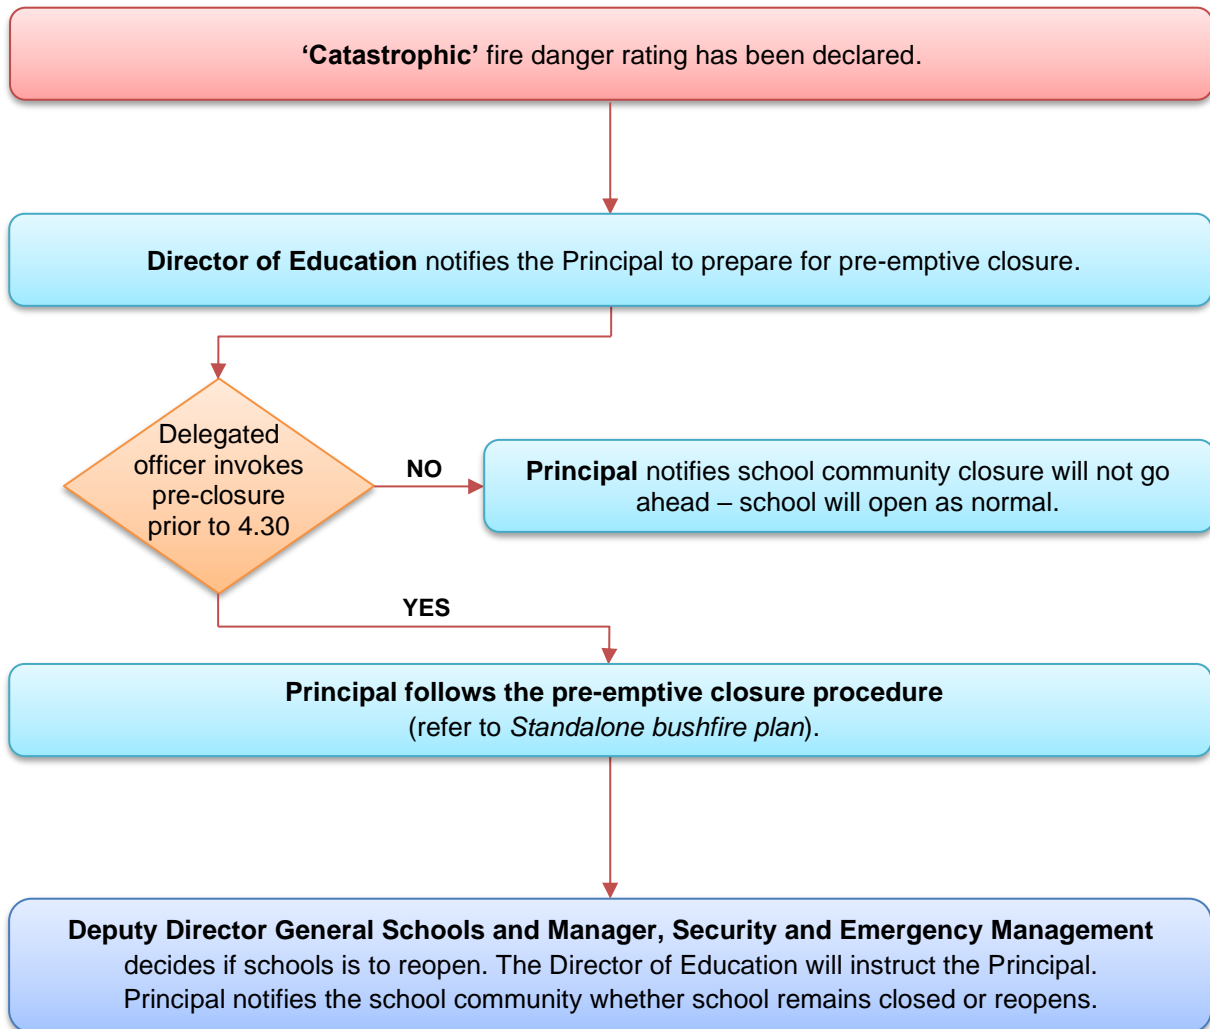 ‘Catastrophic’ fire danger rating has been declared.
Director of Education notifies the Principal to prepare for pre-emptive closure.
Delegated
officer invokes
pre-closure
prior to 4.30
NO
Principal notifies school community closure will not go
ahead – school will open as normal.
YES
Principal follows the pre-emptive closure procedure
(refer to Standalone bushfire plan).
Deputy Director General Schools and Manager, Security and Emergency Management
decides if schools is to reopen. The Director of Education will instruct the Principal.
Principal notifies the school community whether school remains closed or reopens.